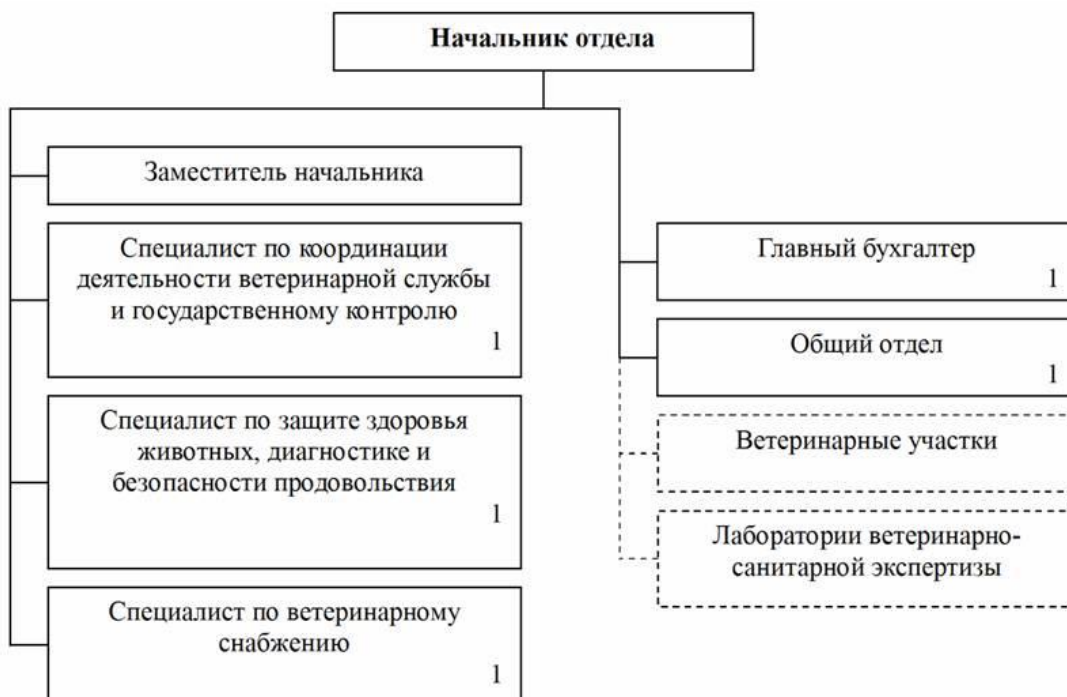 Начальник отдела
Заместитель начальника
Специалист по координации
деятельности ветеринарной службы
и государственному контролю
1
Специалист по защите здоровья
животных, диагностике и
безопасности продовольствия
1
Специалист по ветеринарному
снабжению
1
Главный бухгалтер
1
Общий отдел
1
Ветеринарные участки
Лаборатории ветеринарно-
санитарной экспертизы